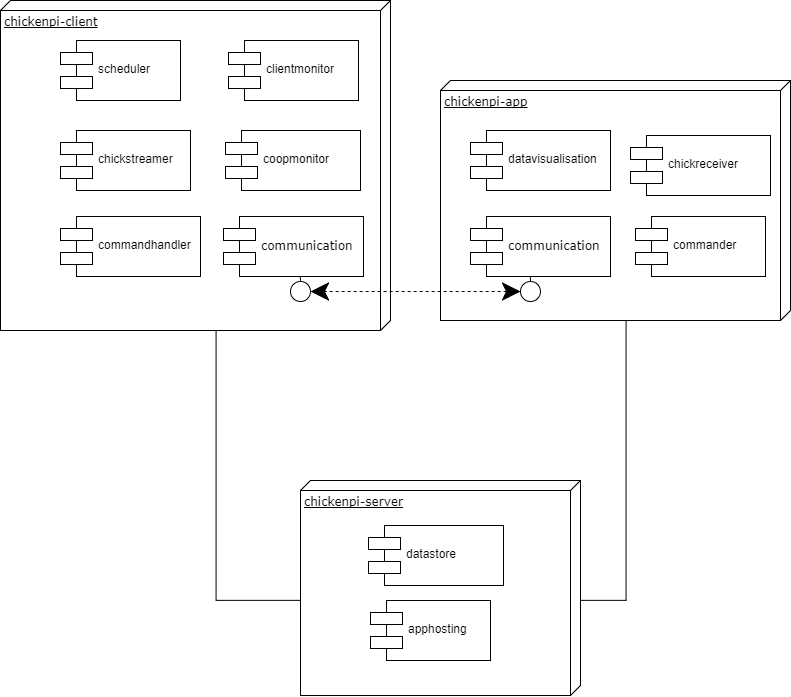 chickenpi-client
scheduler
clientmonitor
chickstreamer
coopmonitor
commandhandler
communication
chickenpi-app
datavisualisation
chickreceiver
communication
commander
chickenpi-server
datastore
apphosting